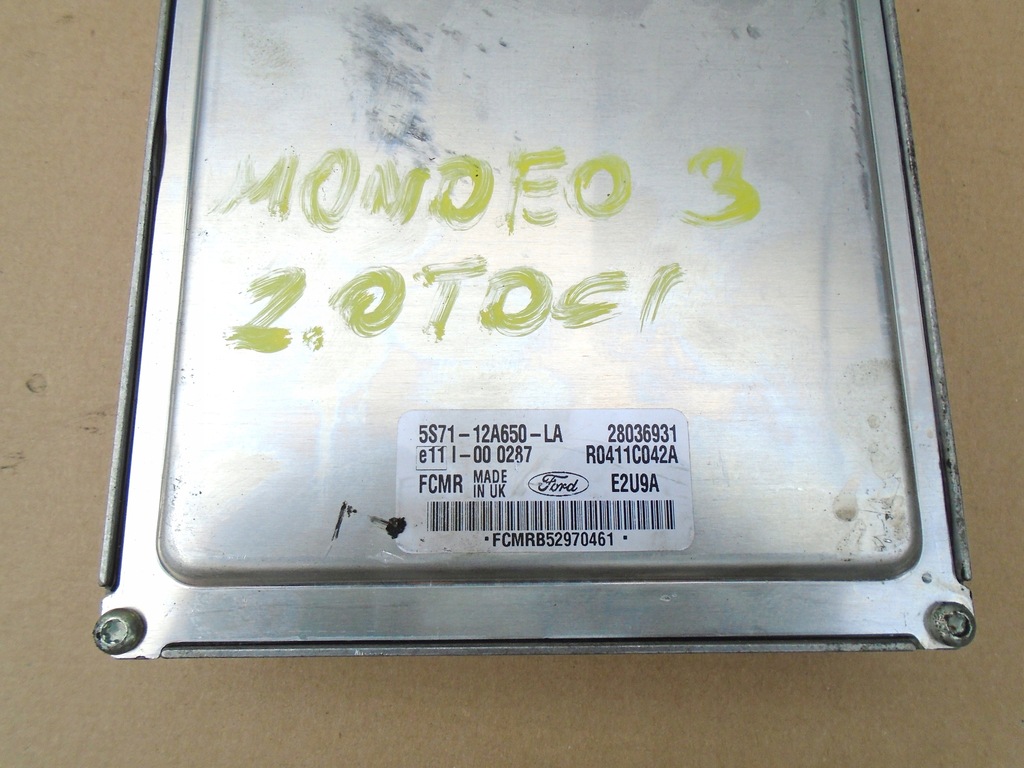 MONDEO 3
2.0TDCI
5S71-12A650-LA 28036931
e11 I-00 0287 R0411C042A
FCMR MADE IN UK Ford E2U9A
·FCMRB52970461·